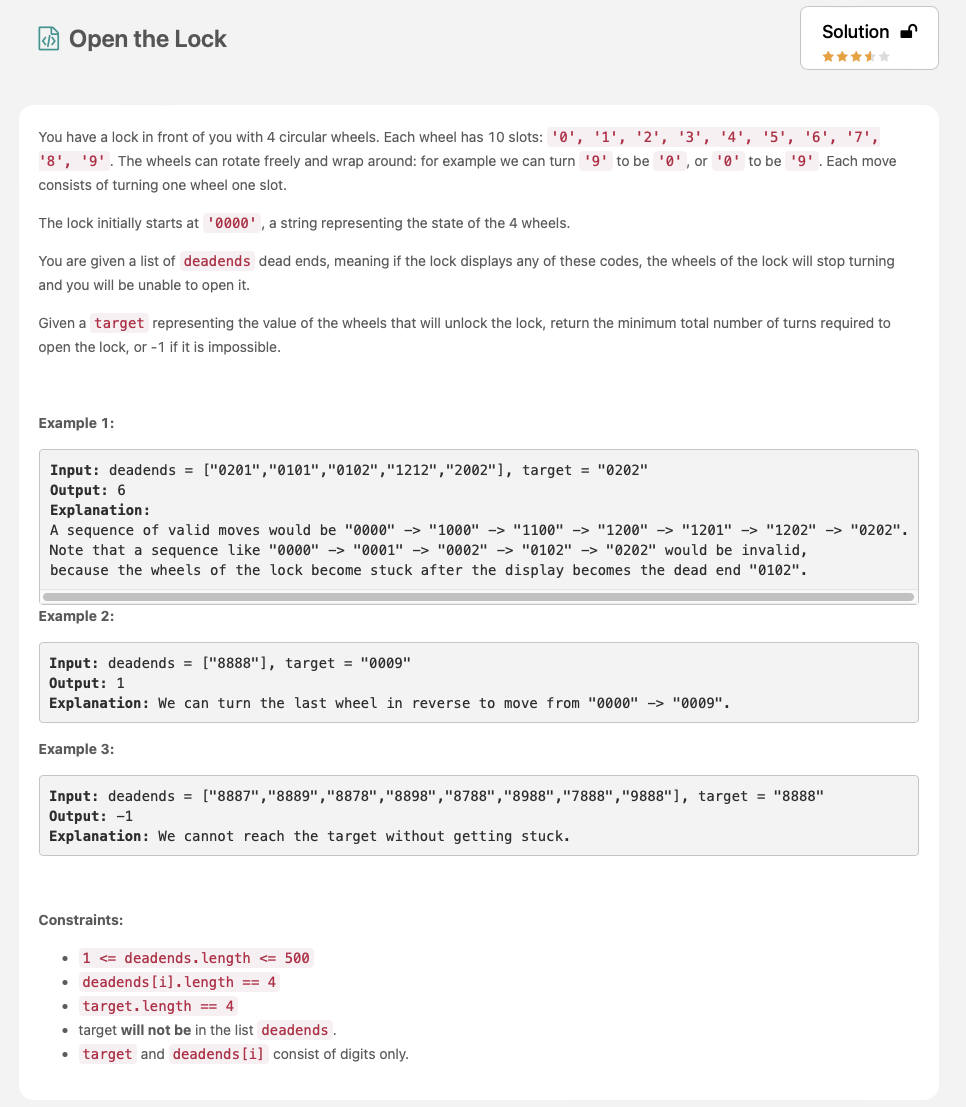 Open the Lock
Solution
You have a lock in front of you with 4 circular wheels. Each wheel has 10 slots: '0', '1', '2', '3', '4', '5', '6', '7',
'8', '9'. The wheels can rotate freely and wrap around: for example we can turn '9' to be '0', or '0' to be '9'. Each move
consists of turning one wheel one slot.
The lock initially starts at '0000', a string representing the state of the 4 wheels.
You are given a list of deadends dead ends, meaning if the lock displays any of these codes, the wheels of the lock will stop turning
and you will be unable to open it.
Given a target representing the value of the wheels that will unlock the lock, return the minimum total number of turns required to
open the lock, or -1 if it is impossible.
Example 1:
Input: deadends = ["0201","0101","0102","1212","2002"], target = "0202"
Output: 6
Explanation:
A sequence of valid moves would be "0000" -> "1000" -> "1100" -> "1200" -> "1201" -> "1202" -> "0202".
Note that a sequence like "0000" -> "0001" -> "0002" -> "0102" -> "0202" would be invalid,
because the wheels of the lock become stuck after the display becomes the dead end "0102".
Example 2:
Input: deadends = ["8888"], target = "0009"
Output: 1
Explanation: We can turn the last wheel in reverse to move from "0000" -> "0009".
Example 3:
Input: deadends = ["8887","8889","8878","8898","8788","8988","7888","9888"], target = "8888"
Output: -1
Explanation: We cannot reach the target without getting stuck.
Constraints:
• 1 <= deadends.length <= 500
• deadends[i].length == 4
• target.length == 4
• target will not be in the list deadends.
• target and deadends[i] consist of digits only.